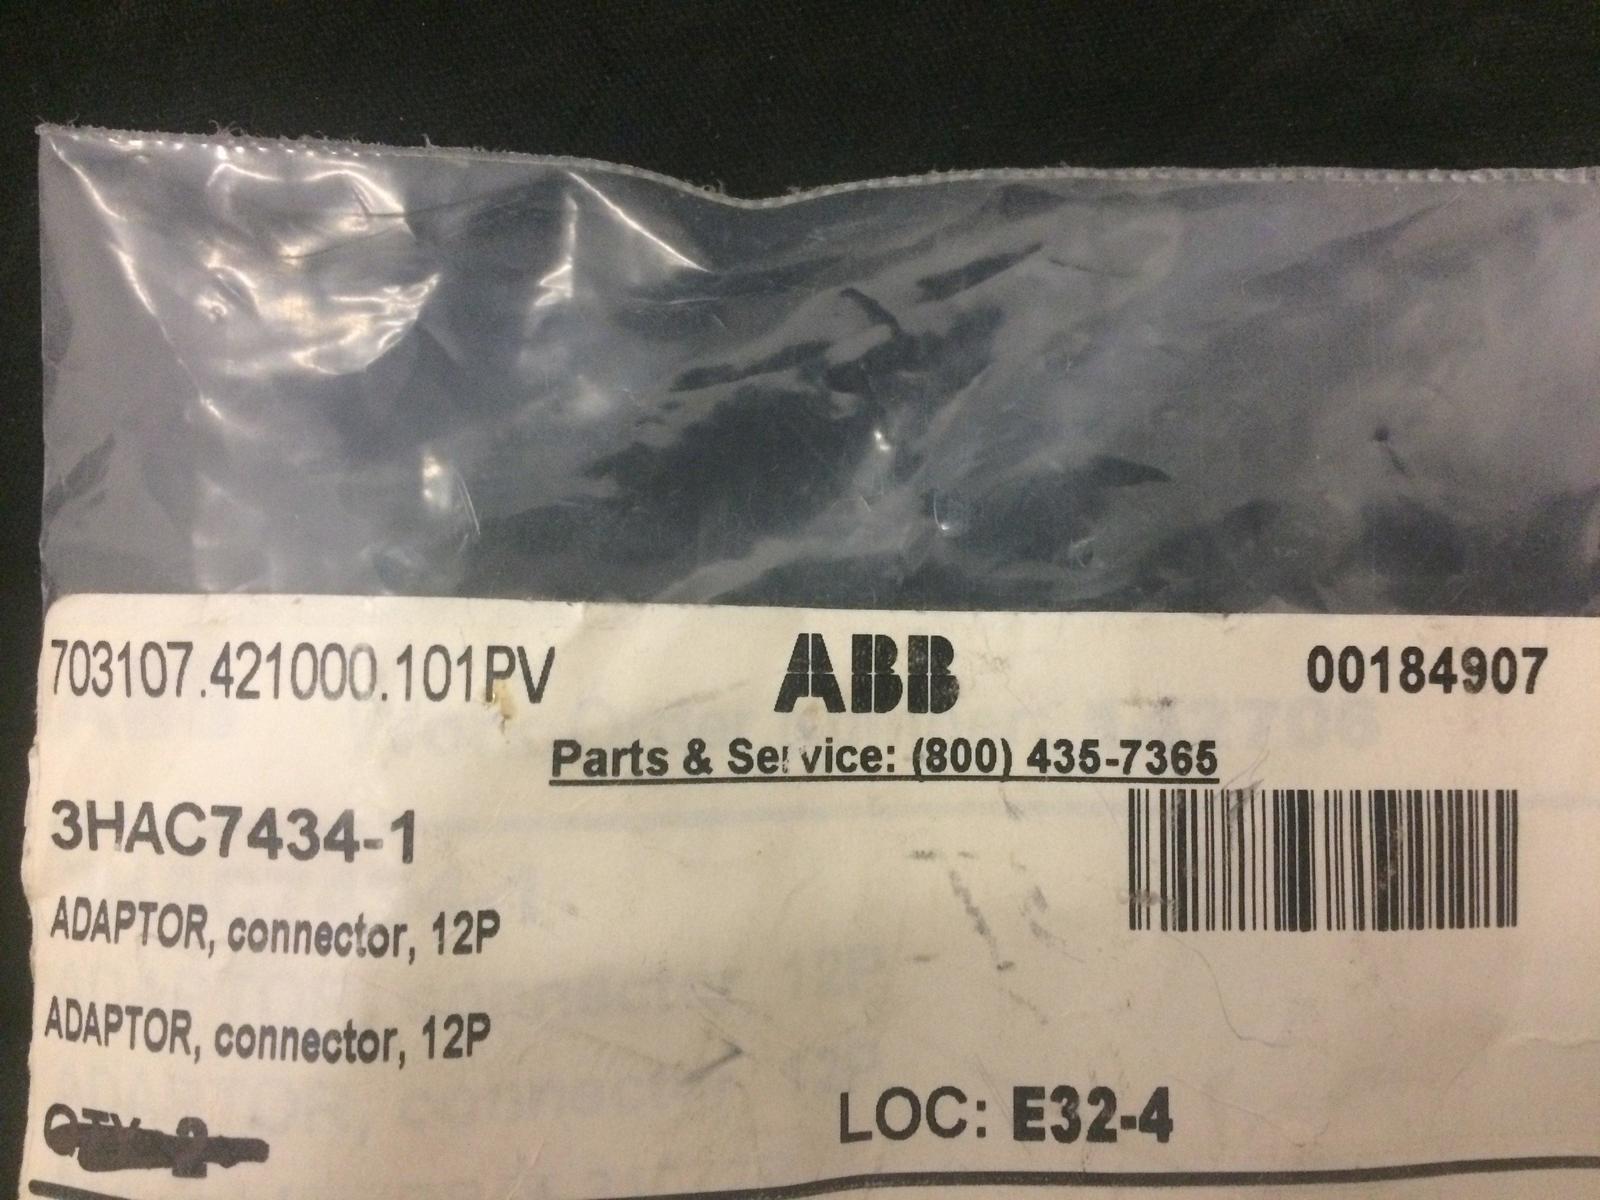 703107.421000.101PV ABB 00184907
Parts & Service: (800) 435-7365
3HAC7434-1
ADAPTOR, connector, 12P
ADAPTOR, connector, 12P
LOC: E32-4